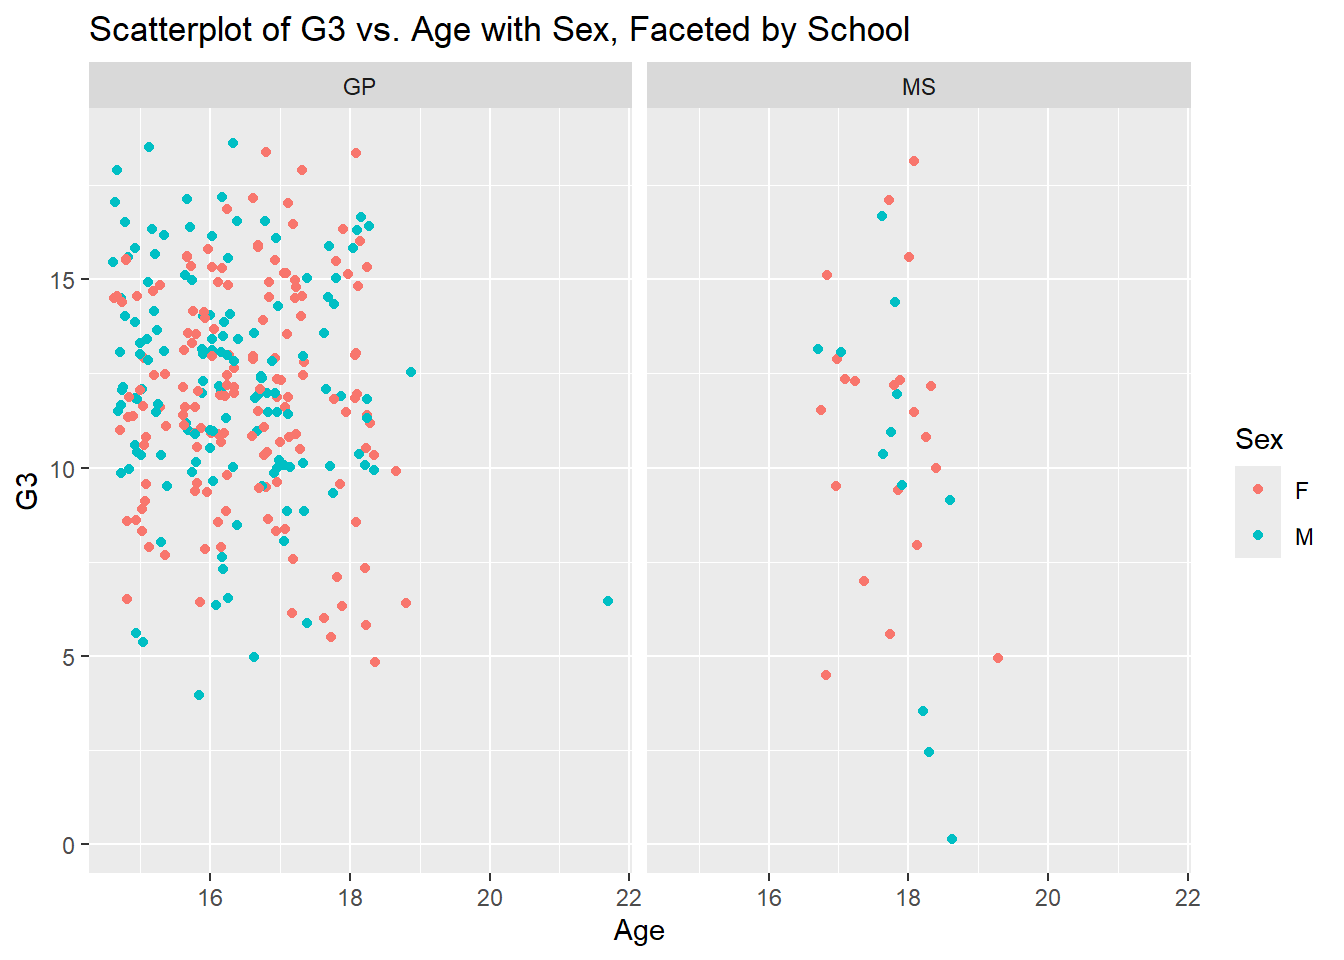 Scatterplot of G3 vs. Age with Sex, Faceted by School
GP
MS
15
10
5
0
G3
16
18
20
22
16
18
20
22
Age
Sex
F
M